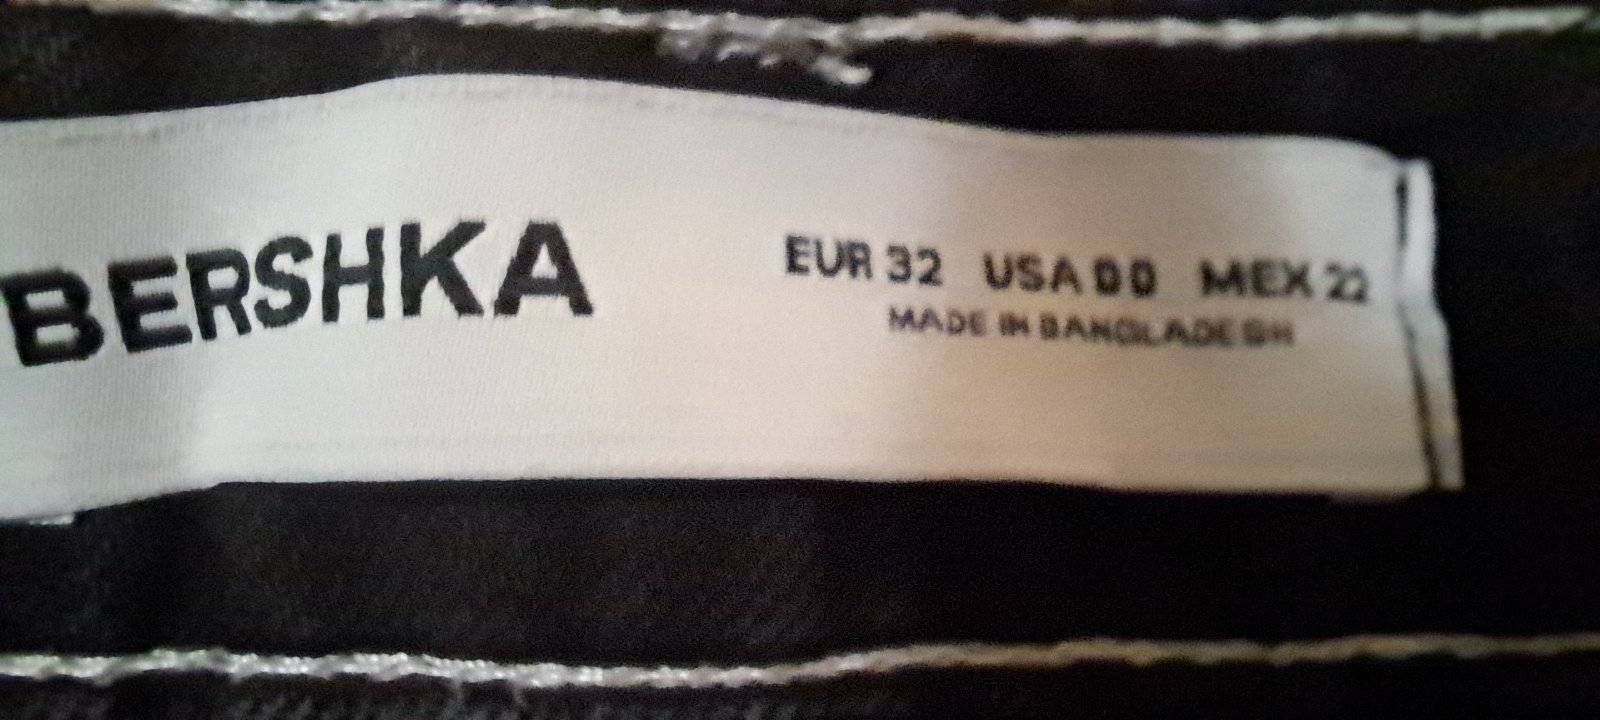 BERSHKA
EUR 32 USA 00 MEX 22
MADE IN BANGLADESH